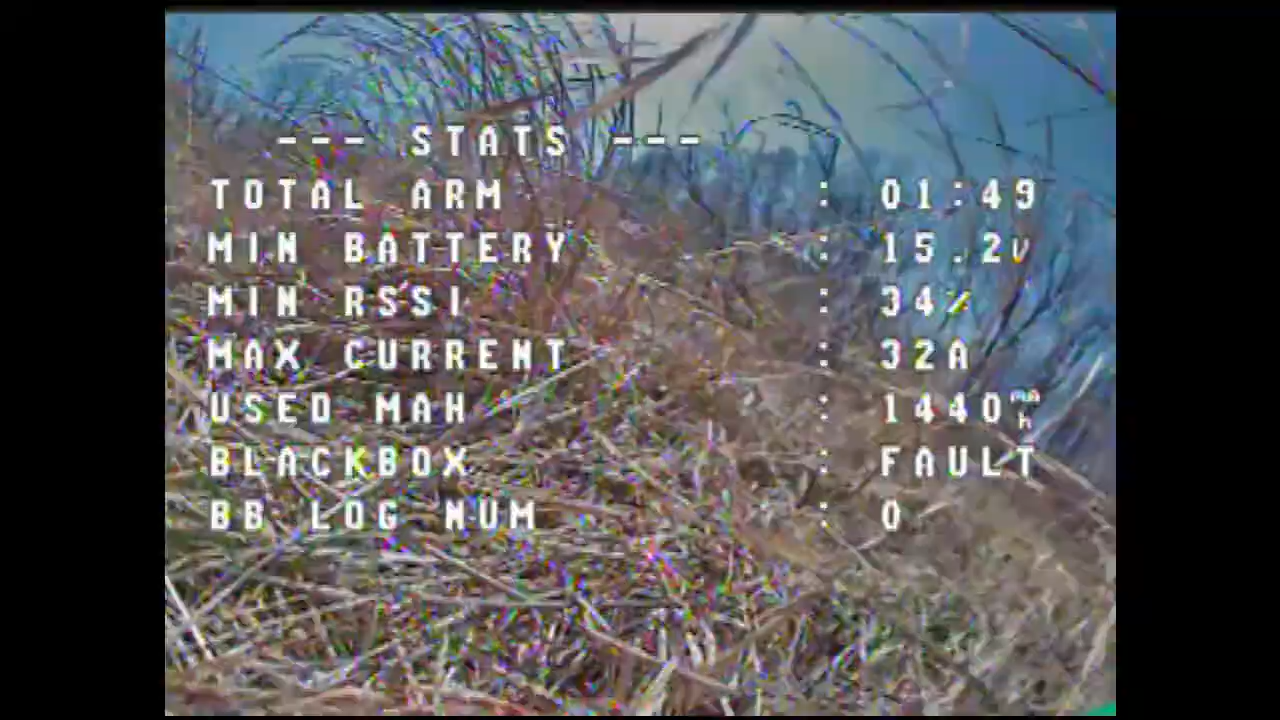 --- STATS ---
TOTAL ARM : 01:49
MIN BATTERY : 15.2V
MIN RSSI : 34%
MAX CURRENT : 32A
USED MAH : 1440mAh
BLACKBOX : FAULT
BB LOG NUM : 0